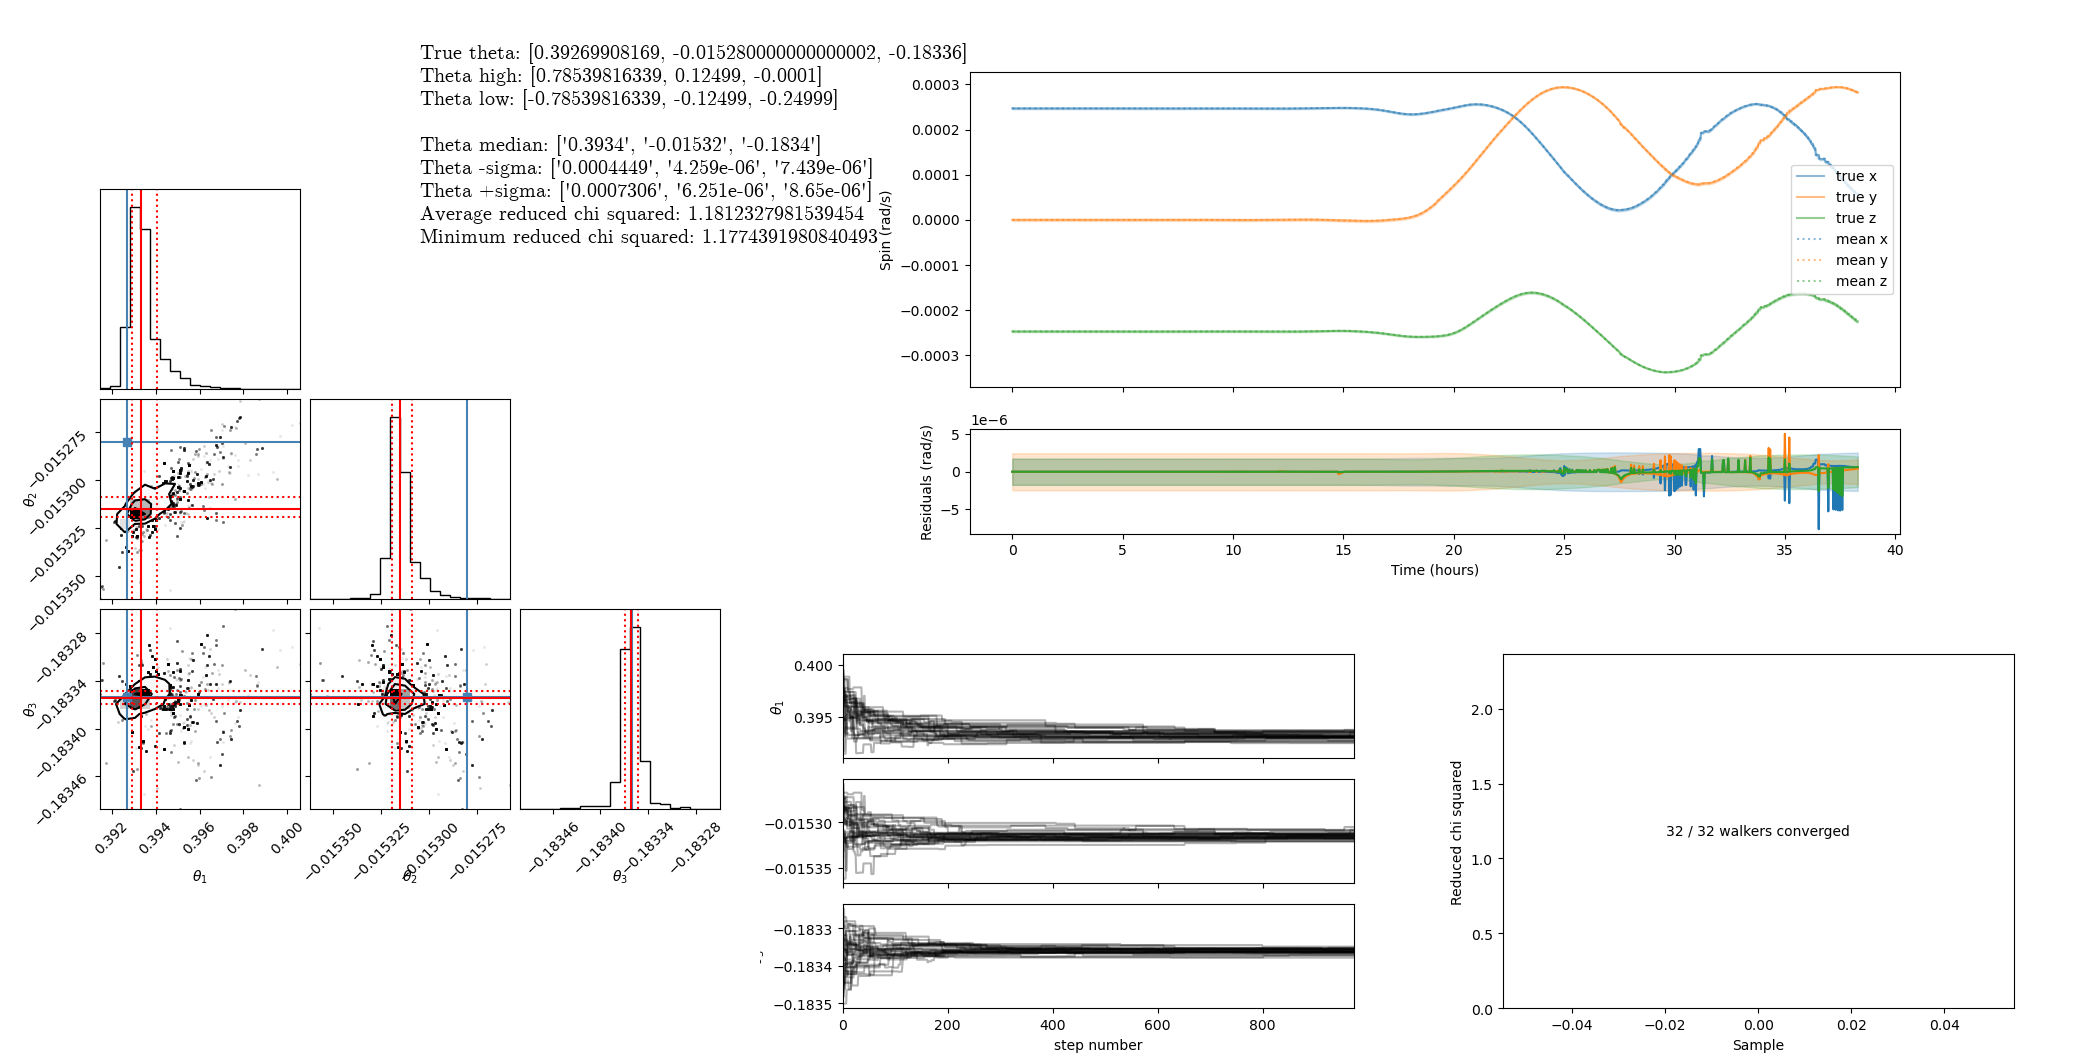 True theta: [0.39269908169, -0.015280000000000002, -0.18336]
Theta high: [0.78539816339, 0.12499, -0.0001]
Theta low: [-0.78539816339, -0.12499, -0.24999]
Theta median: ['0.3934', '-0.01532', '-0.1834']
Theta -sigma: ['0.0004449', '4.259e-06', '7.439e-06']
Theta +sigma: ['0.0007306', '6.251e-06', '8.65e-06']
Average reduced chi squared: 1.1812327981539454
Minimum reduced chi squared: 1.1774391980840493
0.0003
0.0002
0.0001
0.0000
−0.0001
−0.0002
−0.0003
Spin (rad/s)
true x
true y
true z
mean x
mean y
mean z
1e−6
5
0
−5
Residuals (rad/s)
0
5
10
15
20
25
30
35
40
Time (hours)
θ2
−0.015275
−0.015300
−0.015325
−0.015350
θ3
−0.18328
−0.18334
−0.18340
−0.18346
0.392
0.394
0.396
0.398
0.400
θ1
−0.015350
−0.015325
−0.015300
−0.015275
θ2
−0.18346
−0.18340
−0.18334
−0.18328
θ3
0.400
0.395
θ1
−0.01530
−0.01535
−0.1833
−0.1834
−0.1835
0
200
400
600
800
step number
2.0
1.5
1.0
0.5
0.0
Reduced chi squared
32 / 32 walkers converged
−0.04
−0.02
0.00
0.02
0.04
Sample